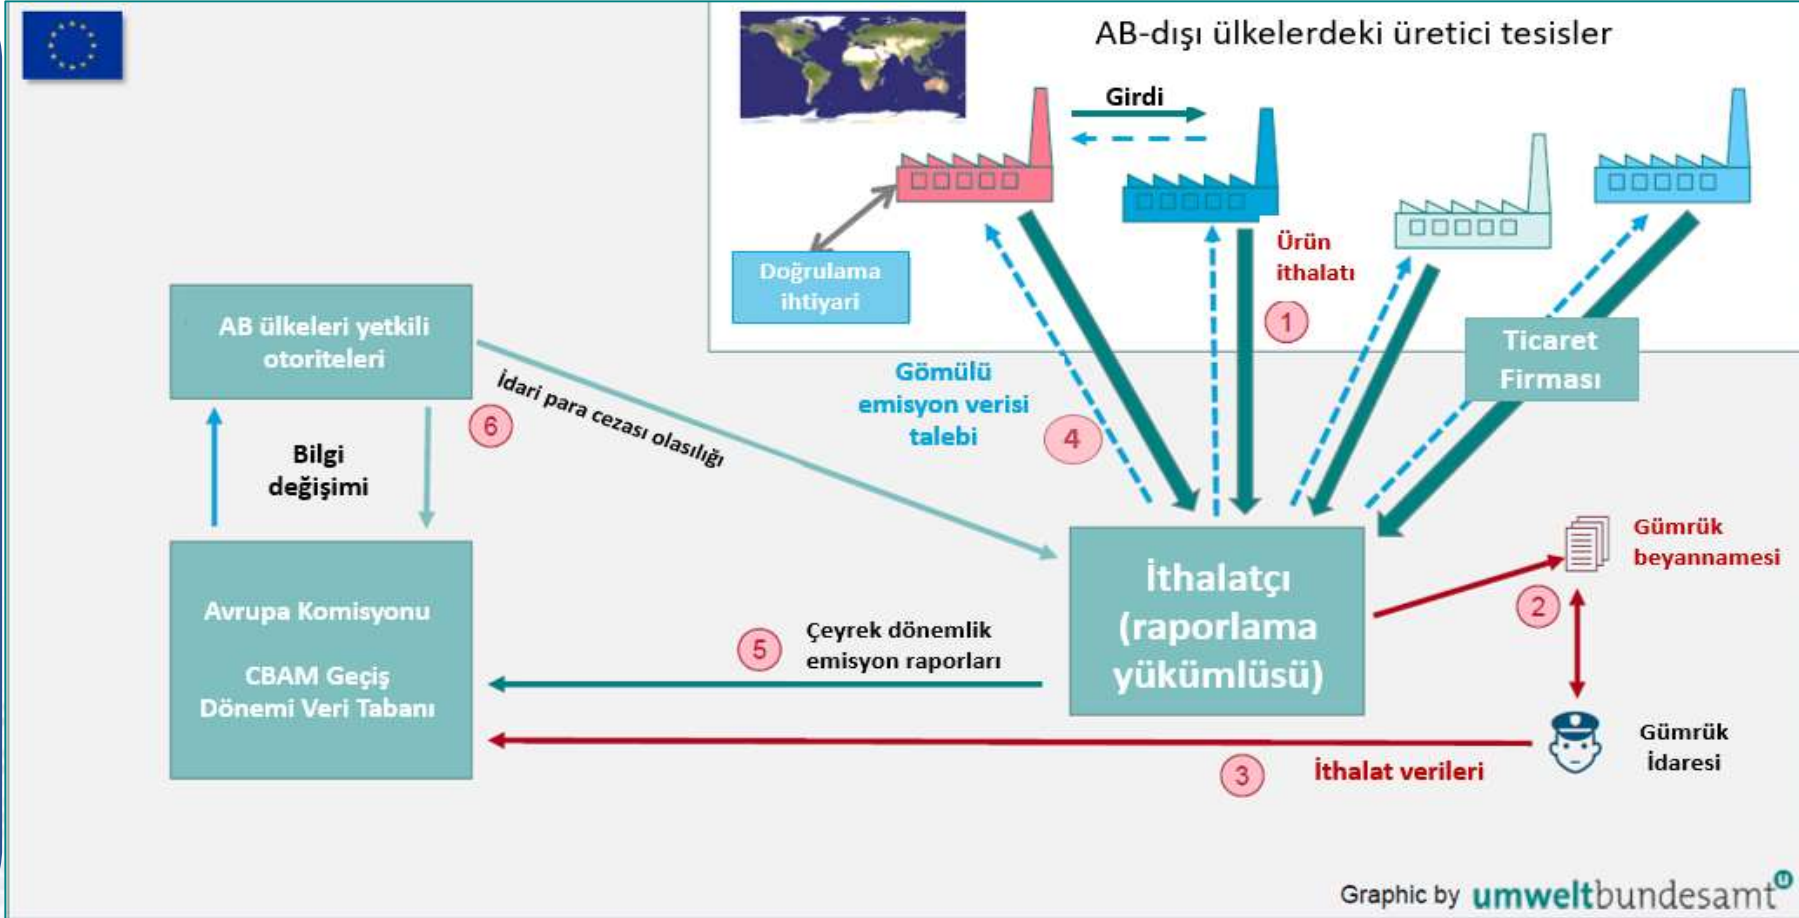 AB-dışı ülkelerdeki üretici tesisler
Girdi
Doğrulama
ihtiyari
Ürün
ithalatı
1
Ticaret
Firması
AB ülkeleri yetkili
otoriteleri
6
İdari para cezası olasılığı
Gömülü
emisyon verisi
talebi
4
Bilgi
değişimi
Avrupa Komisyonu
CBAM Geçiş
Dönemi Veri Tabanı
5
Çeyrek dönemlik
emisyon raporları
İthalatçı
(raporlama
yükümlüsü)
2
Gümrük
beyannamesi
Gümrük
İdaresi
3
İthalat verileri
Graphic by umweltbundesamt u